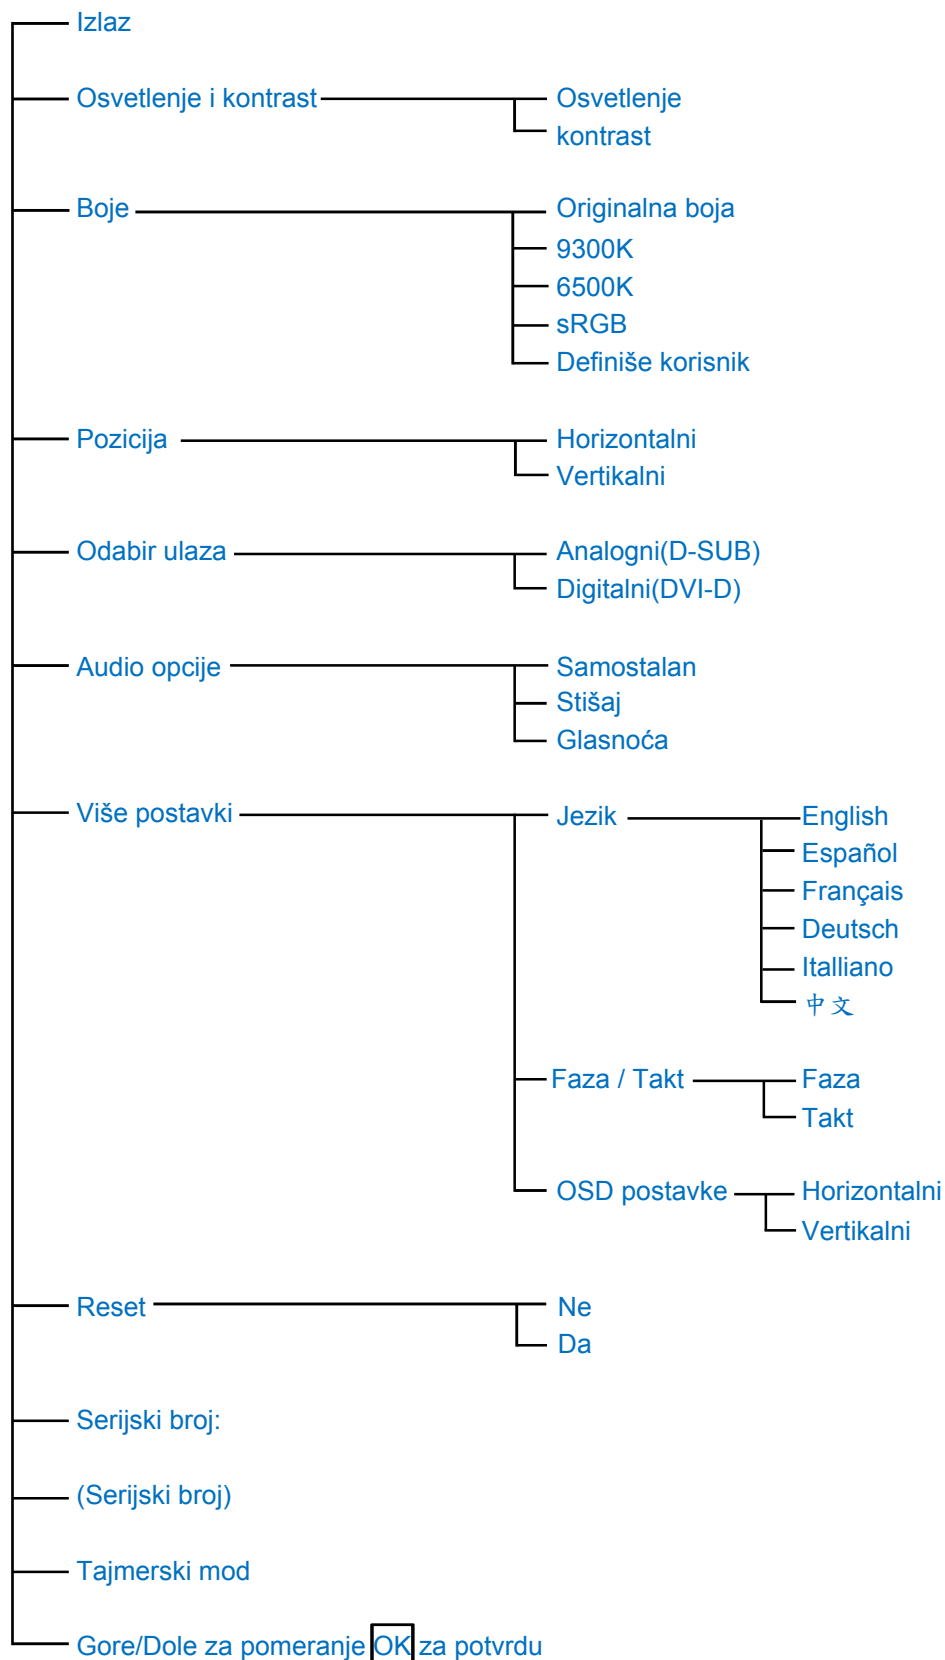 Izlaz
Osvetlenje i kontrast
Osvetlenje
kontrast
Boje
Originalna boja
9300K
6500K
sRGB
Definiše korisnik
Pozicija
Horizontalni
Vertikalni
Odabir ulaza
Analogni(D-SUB)
Digitalni(DVI-D)
Audio opcije
Samostalan
Stišaj
Glasnoća
Više postavki
Jezik
English
Español
Français
Deutsch
Italliano
中文
Faza / Takt
Faza
Takt
OSD postavke
Horizontalni
Vertikalni
Reset
Ne
Da
Serijski broj:
(Serijski broj)
Tajmerski mod
Gore/Dole za pomeranje OK za potvrdu